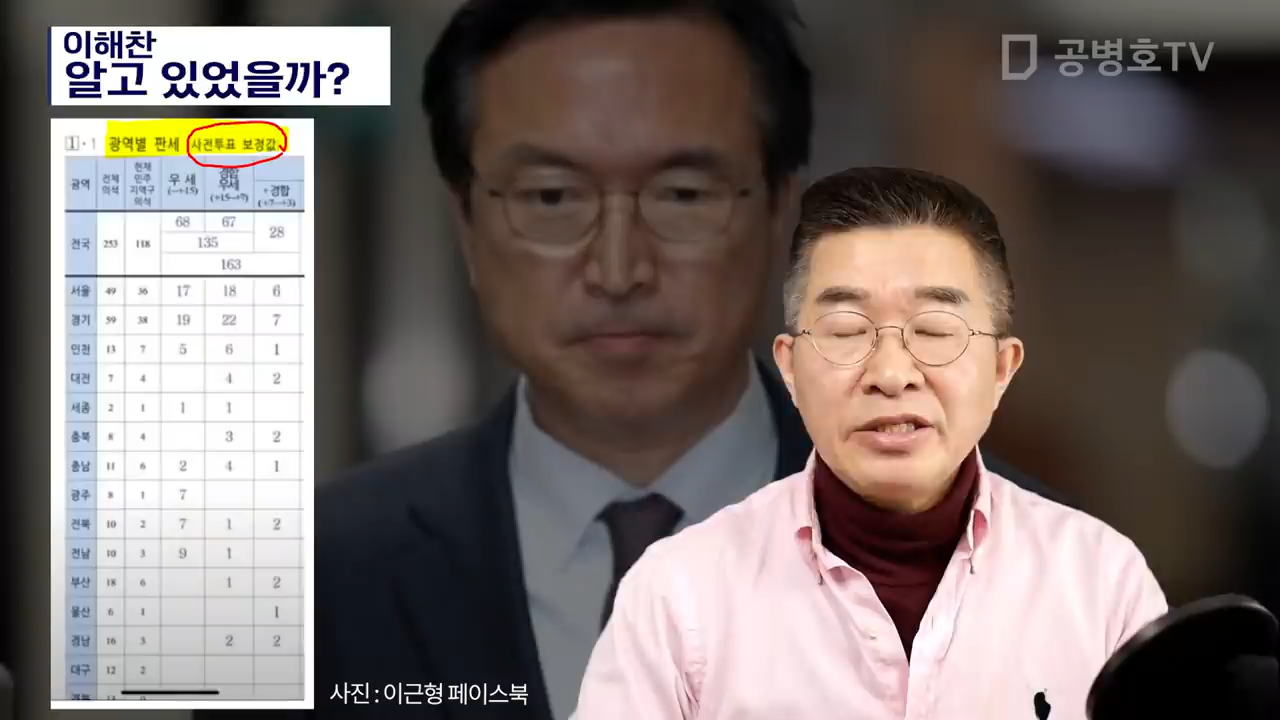 이해찬
알고 있었을까?
공병호TV
1·1 광역별 판세 사전투표 보정값
광역 전체 의석 현재 민주 지역구 의석 우 세 (~+15) 경합 우세 (+15~+7) +경합 (+7~+3)
전국 253 118 68 67 28
135
163
서울 49 36 17 18 6
경기 59 38 19 22 7
인천 13 7 5 6 1
대전 7 4 4 2
세종 2 1 1 1
충북 8 4 3 2
충남 11 6 2 4 1
광주 8 1 7
전북 10 2 7 1 2
전남 10 3 9 1
부산 18 6 1 2
울산 6 1 1
경남 16 3 2 2
대구 12 2
사진 : 이근형 페이스북